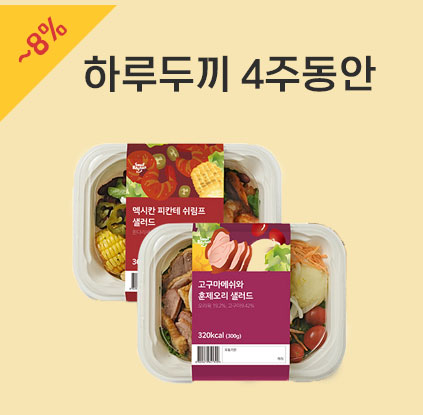 ~8%
하루두끼 4주동안
멕시칸 피칸테 쉬림프
샐러드
고구마메쉬와
훈제오리 샐러드
320kcal (300g)